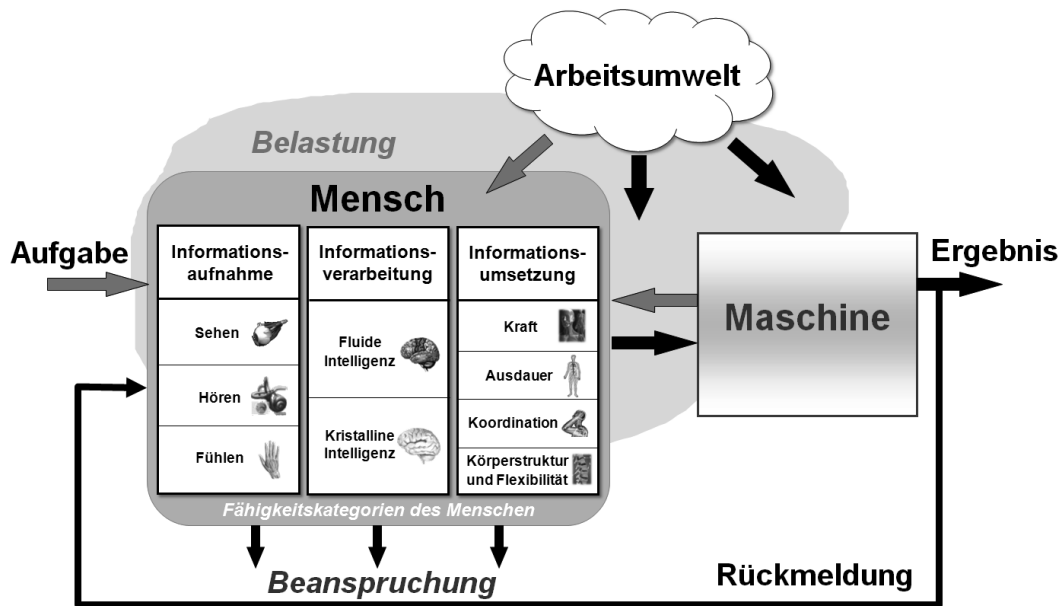 Arbeitsumwelt
Belastung
Mensch
Aufgabe
Informations-
aufnahme
Sehen
Hören
Fühlen
Informations-
verarbeitung
Fluide
Intelligenz
Kristalline
Intelligenz
Informations-
umsetzung
Kraft
Ausdauer
Koordination
Körperstruktur
und Flexibilität
Fähigkeitskategorien des Menschen
Maschine
Ergebnis
Beanspruchung
Rückmeldung